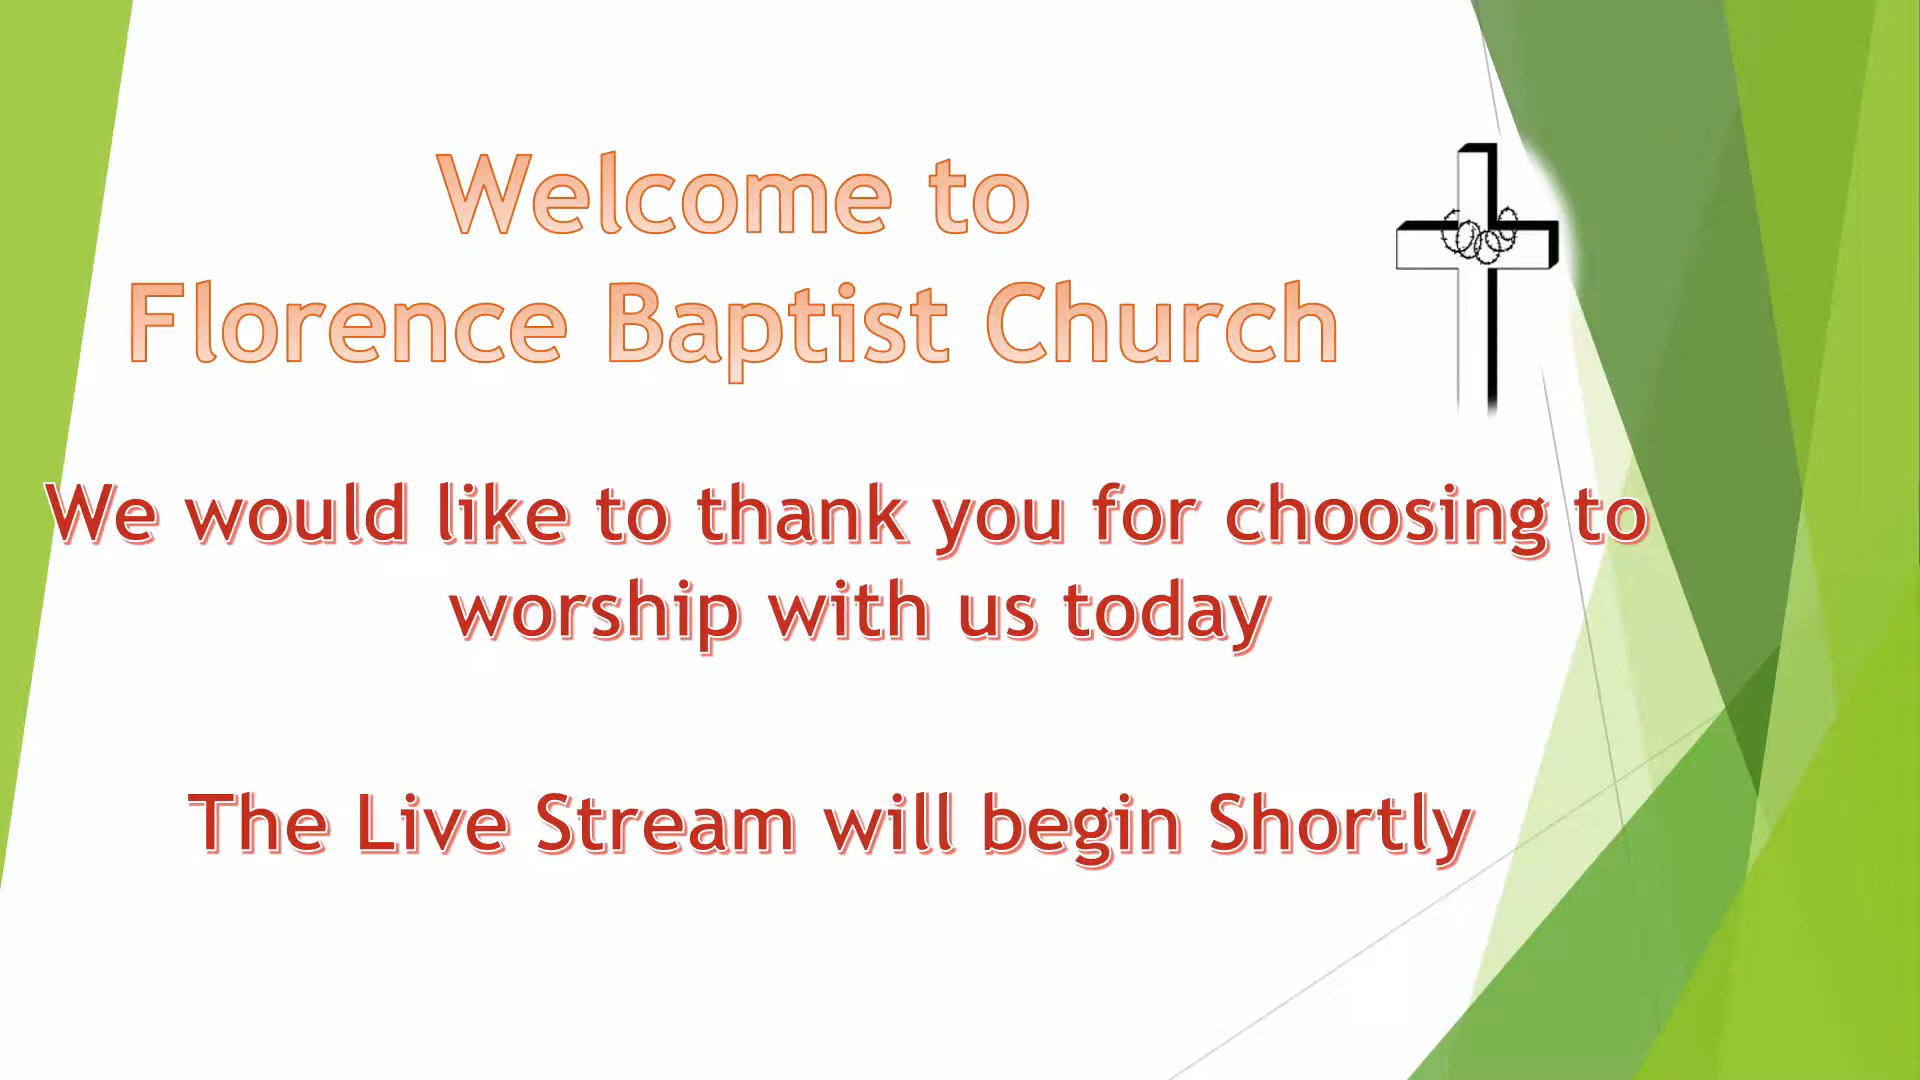 Welcome to
Florence Baptist Church
We would like to thank you for choosing to
worship with us today
The Live Stream will begin Shortly